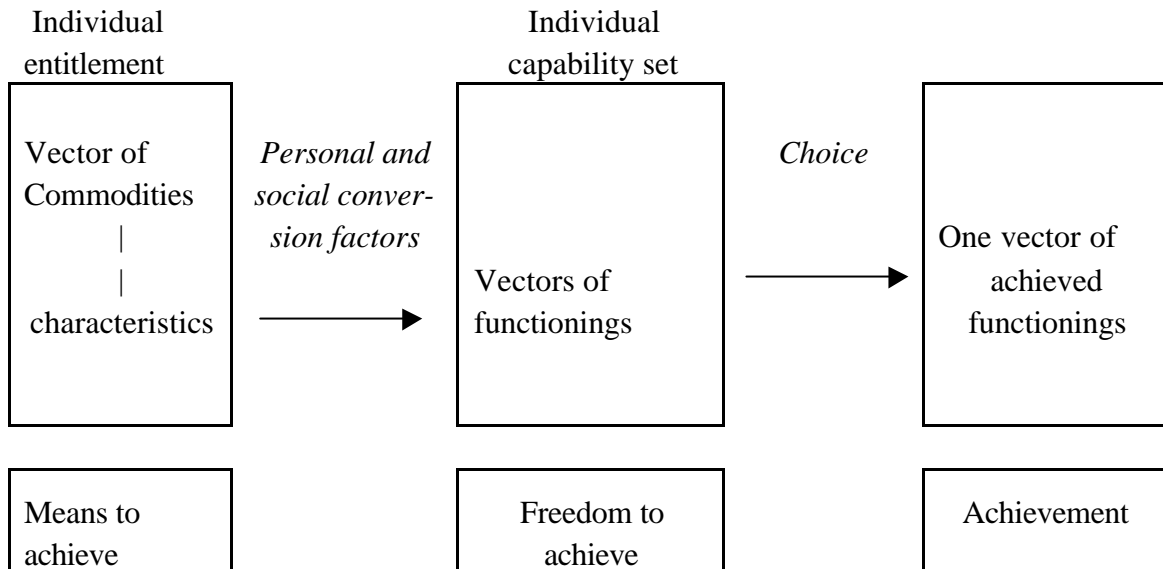 Individual
entitlement
Individual
capability set
Vector of
Commodities
|
|
characteristics
Personal and
social conver-
sion factors
Vectors of
functionings
Choice
One vector of
achieved
functionings
Means to
achieve
Freedom to
achieve
Achievement